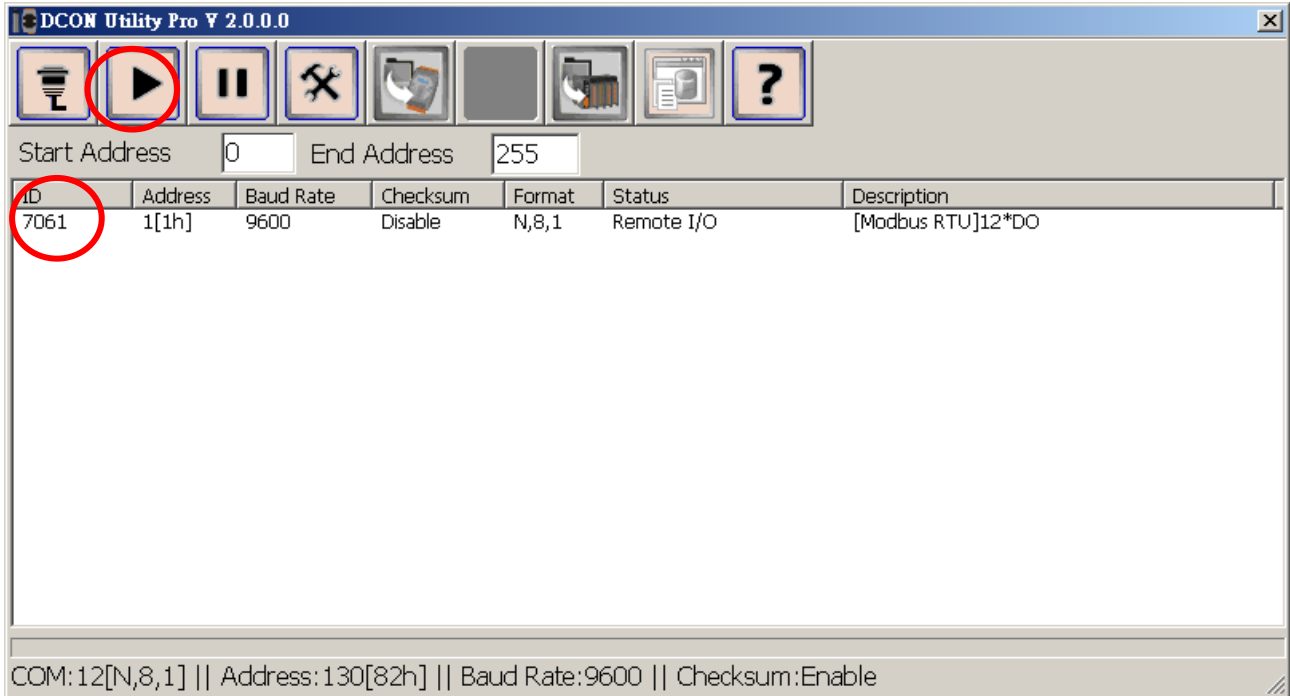 DCON Utility Pro V 2.0.0.0
?
Start Address 0 End Address 255
ID Address Baud Rate Checksum Format Status Description
7061 1[1h] 9600 Disable N,8,1 Remote I/O [Modbus RTU]12*DO
COM:12[N,8,1] || Address:130[82h] || Baud Rate:9600 || Checksum:Enable